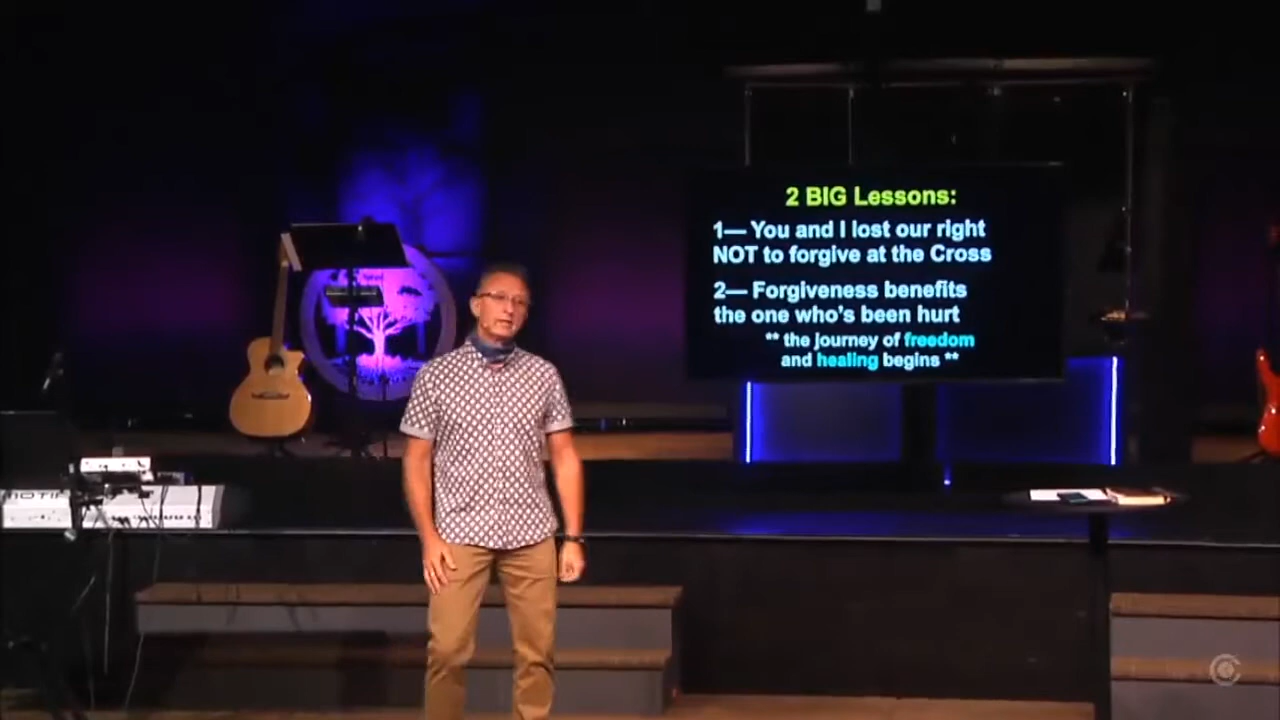 2 BIG Lessons:
1— You and I lost our right
NOT to forgive at the Cross
2— Forgiveness benefits
the one who's been hurt
** the journey of freedom
and healing begins **
MOTIF